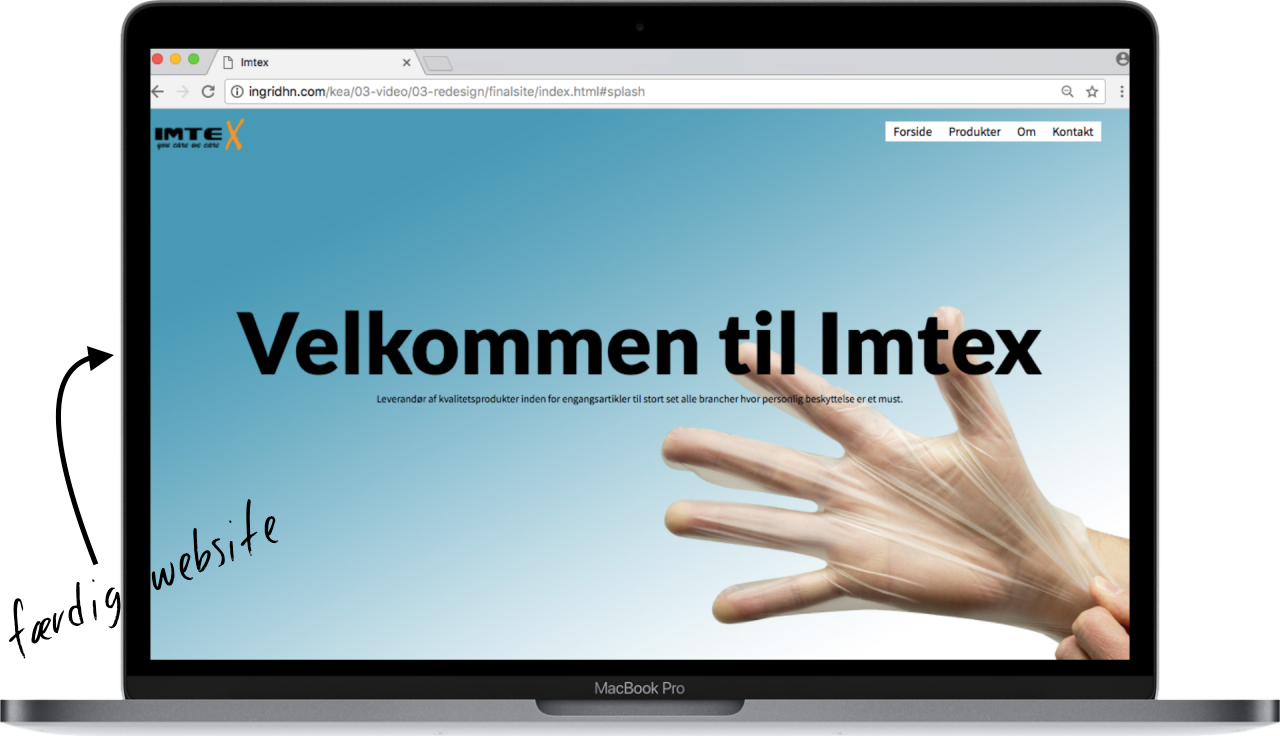 Imtex
ingridhn.com/kea/03-video/03-redesign/finalsite/index.html#splash
IMTEX
you care we care
Forside Produkter Om Kontakt
Velkommen til Imtex
Leverandør af kvalitetsprodukter inden for engangsartikler til stort set alle brancher hvor personlig beskyttelse er et must.
færdig website
MacBook Pro